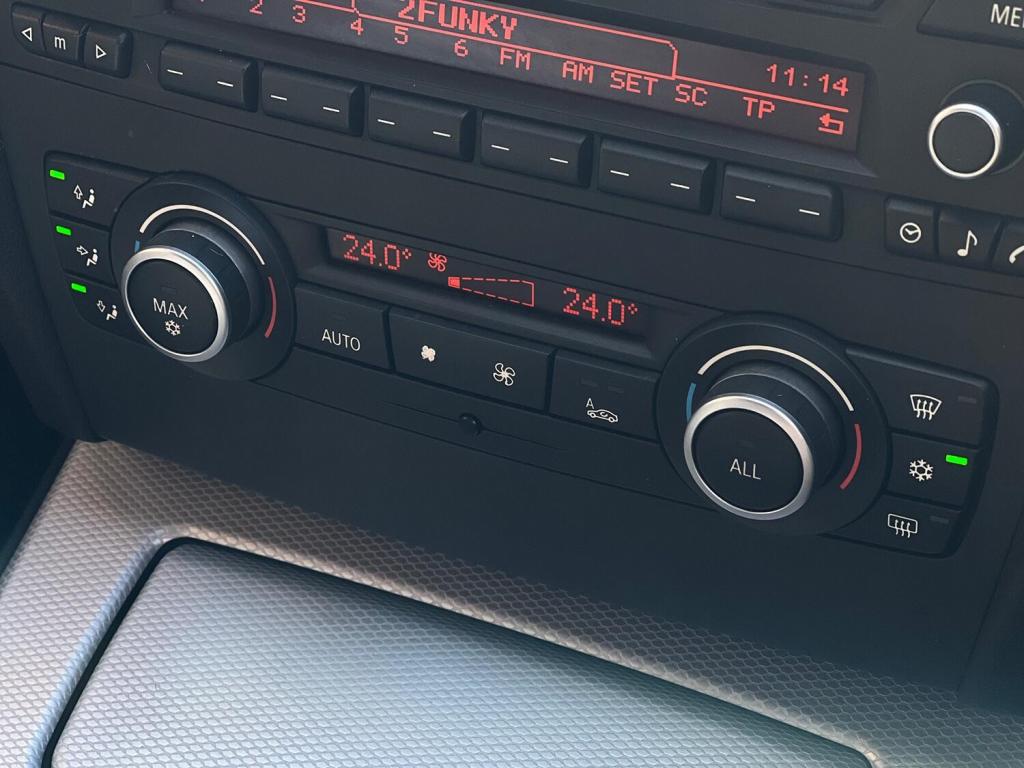 2FUNKY
2 3 4 5 6 FM AM SET SC TP
11:14
m
24.0°
24.0°
MAX
AUTO
A
ALL